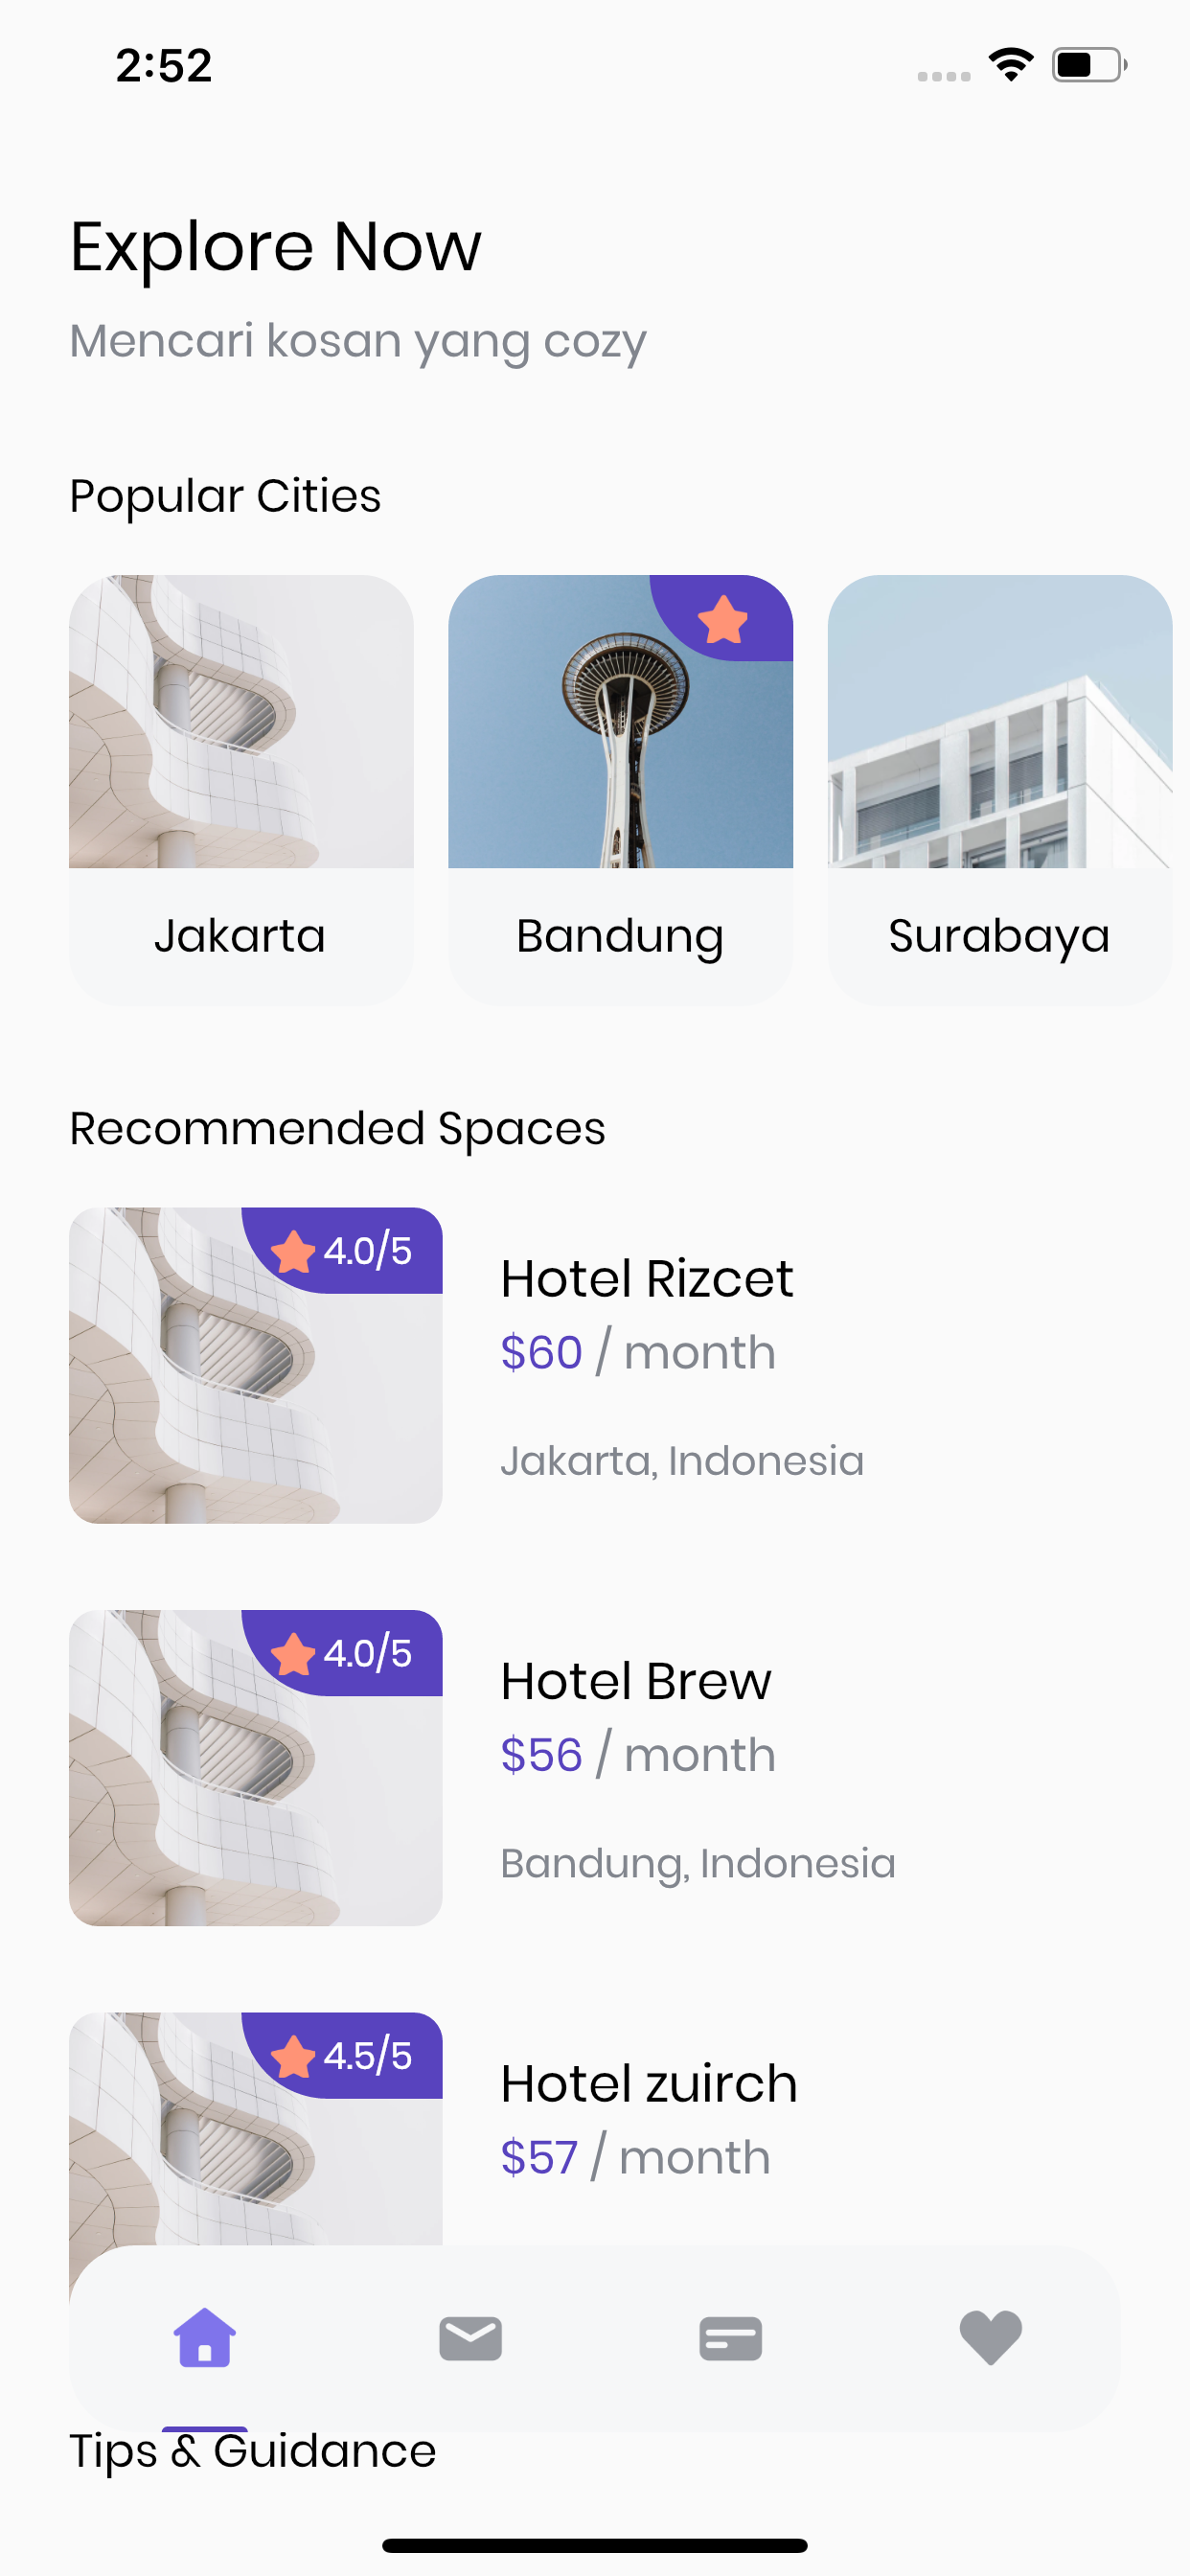 2:52
Explore Now
Mencari kosan yang cozy
Popular Cities
Jakarta
Bandung
Surabaya
Recommended Spaces
4.0/5
Hotel Rizcet
$60 / month
Jakarta, Indonesia
4.0/5
Hotel Brew
$56 / month
Bandung, Indonesia
4.5/5
Hotel zuirch
$57 / month
Tips & Guidance